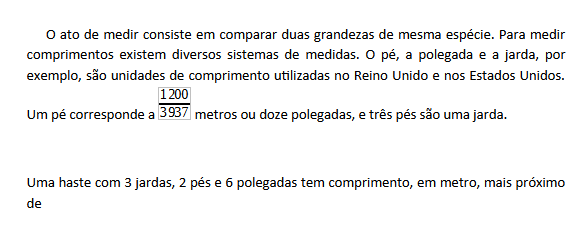 O ato de medir consiste em comparar duas grandezas de mesma espécie. Para medir
comprimentos existem diversos sistemas de medidas. O pé, a polegada e a jarda, por
exemplo, são unidades de comprimento utilizadas no Reino Unido e nos Estados Unidos.
Um pé corresponde a 1200/3937 metros ou doze polegadas, e três pés são uma jarda.
Uma haste com 3 jardas, 2 pés e 6 polegadas tem comprimento, em metro, mais próximo
de